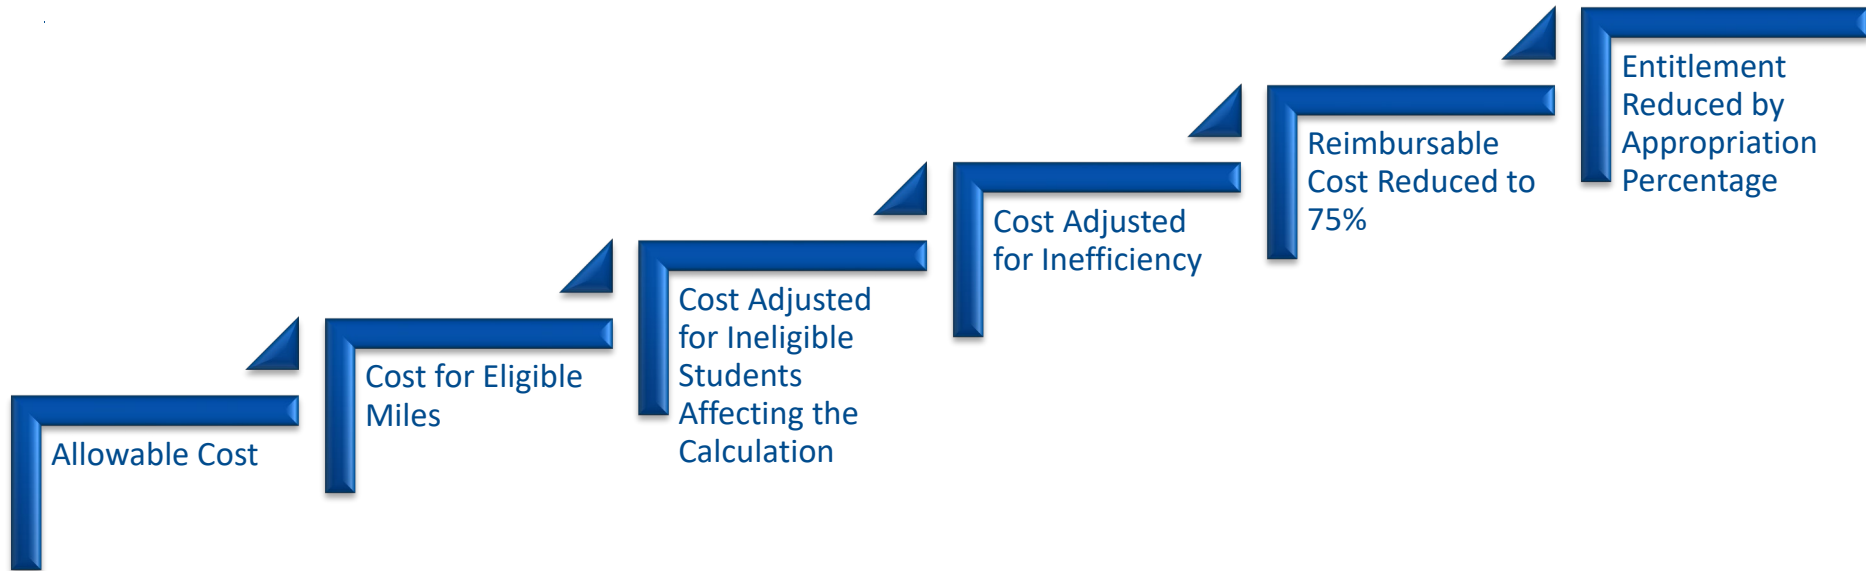 Allowable Cost
Cost for Eligible
Miles
Cost Adjusted
for Ineligible
Students
Affecting the
Calculation
Cost Adjusted
for Inefficiency
Reimbursable
Cost Reduced to
75%
Entitlement
Reduced by
Appropriation
Percentage